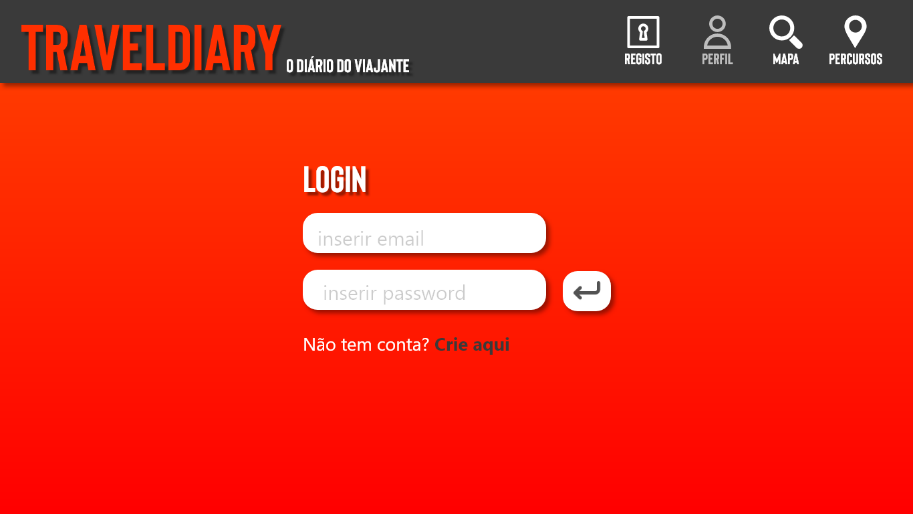 TRAVELDIARY O DIÁRIO DO VIAJANTE
REGISTO PERFIL MAPA PERCURSOS
LOGIN
inserir email
inserir password
Não tem conta? Crie aqui